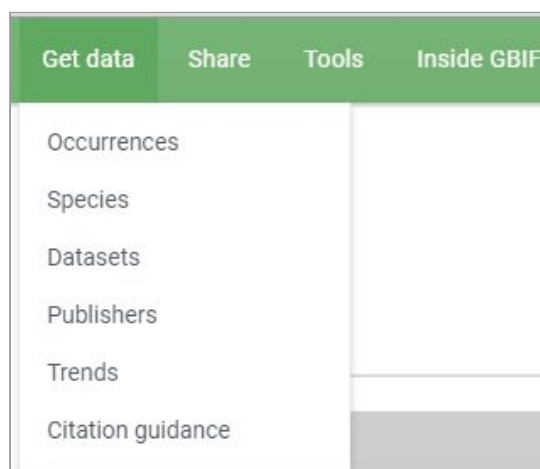 Get data Share Tools Inside GBIF
Occurrences
Species
Datasets
Publishers
Trends
Citation guidance